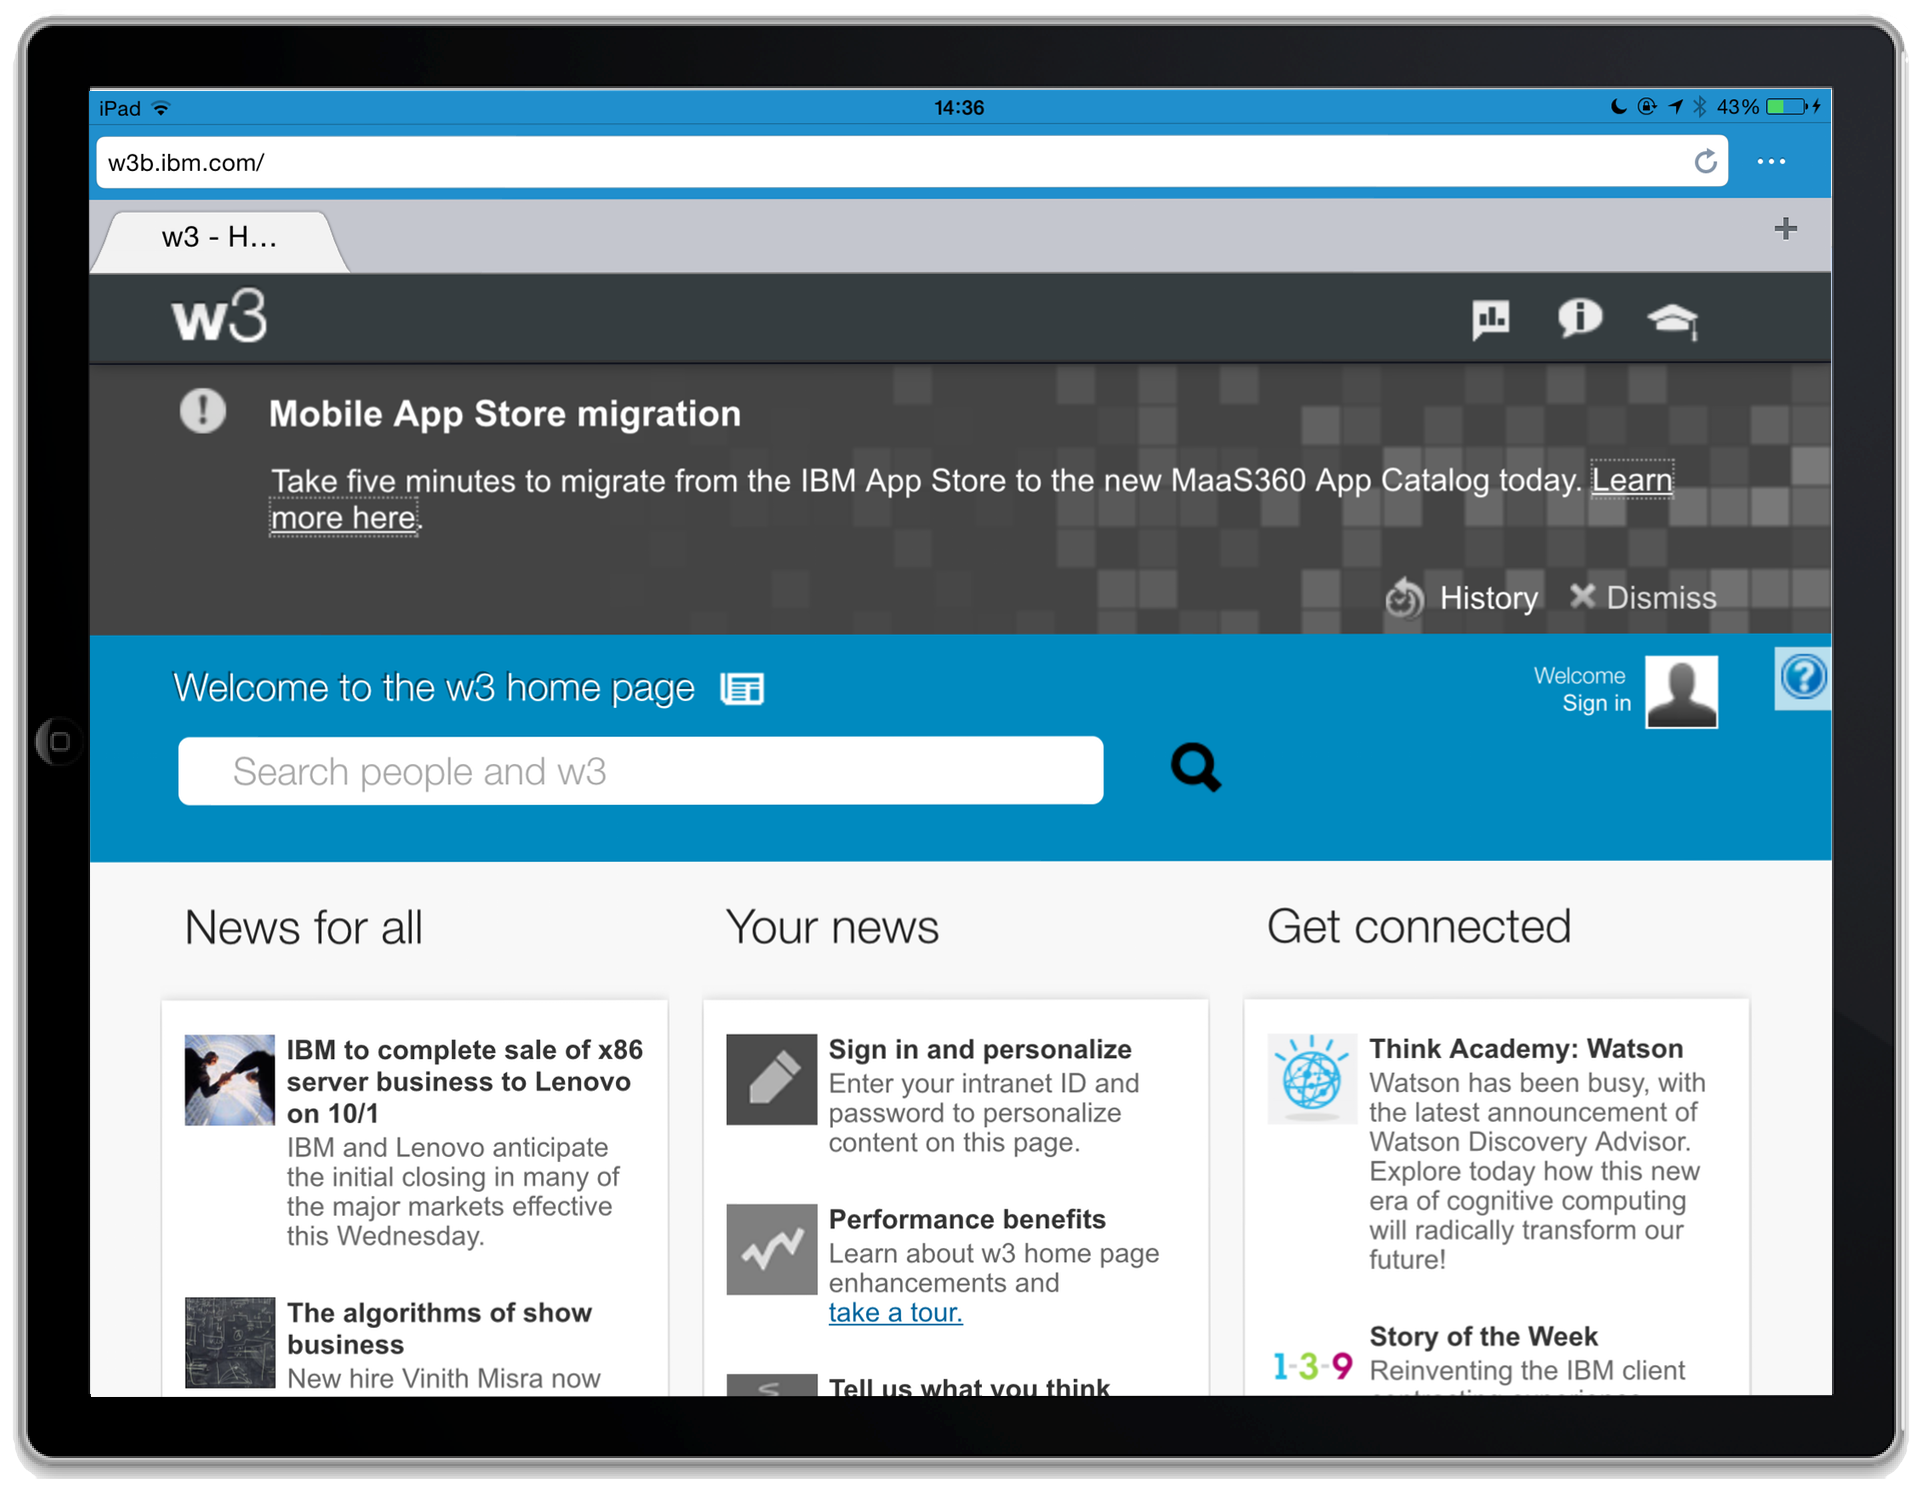 iPad
14:36
43%
w3b.ibm.com/
w3 - H...
w3
Mobile App Store migration
Take five minutes to migrate from the IBM App Store to the new MaaS360 App Catalog today. Learn
more here.
History
Dismiss
Welcome to the w3 home page
Welcome
Sign in
Search people and w3
News for all
IBM to complete sale of x86
server business to Lenovo
on 10/1
IBM and Lenovo anticipate
the initial closing in many of
the major markets effective
this Wednesday.
The algorithms of show
business
New hire Vinith Misra now
Your news
Sign in and personalize
Enter your intranet ID and
password to personalize
content on this page.
Performance benefits
Learn about w3 home page
enhancements and
take a tour.
Tell us what you think
Get connected
Think Academy: Watson
Watson has been busy, with
the latest announcement of
Watson Discovery Advisor.
Explore today how this new
era of cognitive computing
will radically transform our
future!
1-3-9
Story of the Week
Reinventing the IBM client